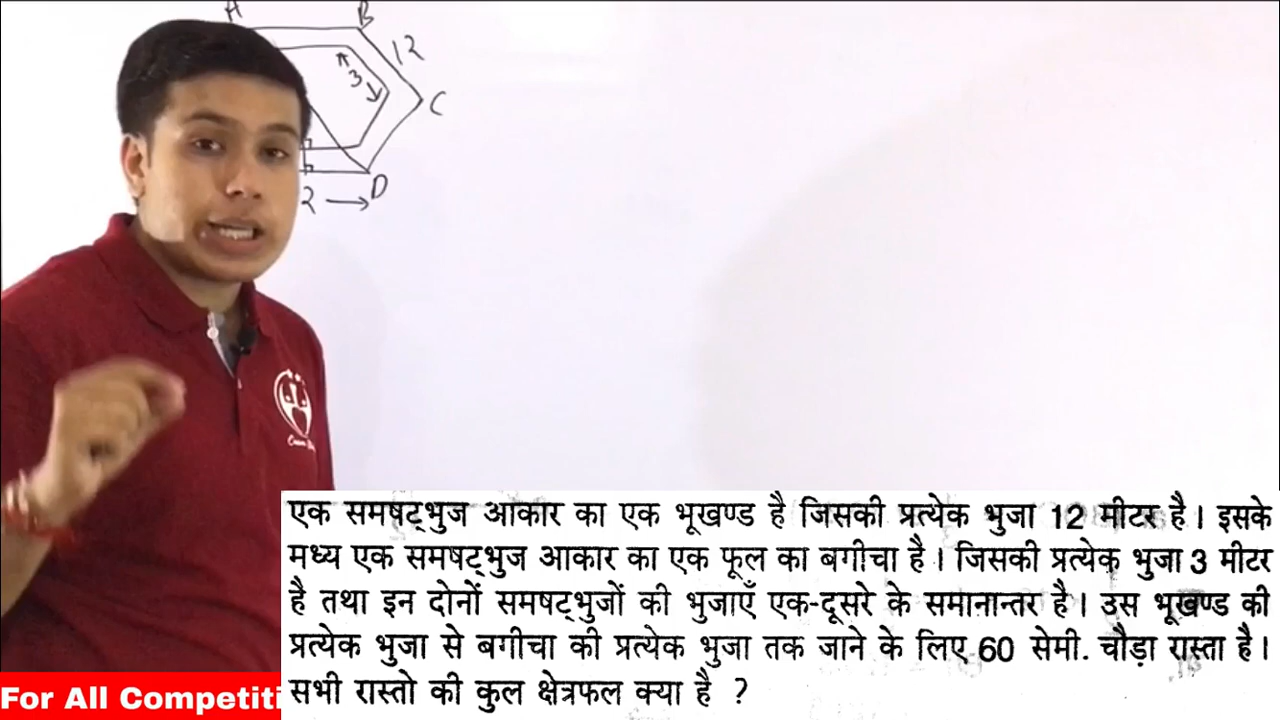 A B
12
3
C
2 → D
एक समषट्भुज आकार का एक भूखण्ड है जिसकी प्रत्येक भुजा 12 मीटर है। इसके
मध्य एक समषट्भुज आकार का एक फूल का बगीचा है। जिसकी प्रत्येक भुजा 3 मीटर
है तथा इन दोनों समषट्भुजों की भुजाएँ एक-दूसरे के समानान्तर है। उस भूखण्ड की
प्रत्येक भुजा से बगीचा की प्रत्येक भुजा तक जाने के लिए 60 सेमी. चौड़ा रास्ता है।
सभी रास्तो की कुल क्षेत्रफल क्या है ?
For All Competiti